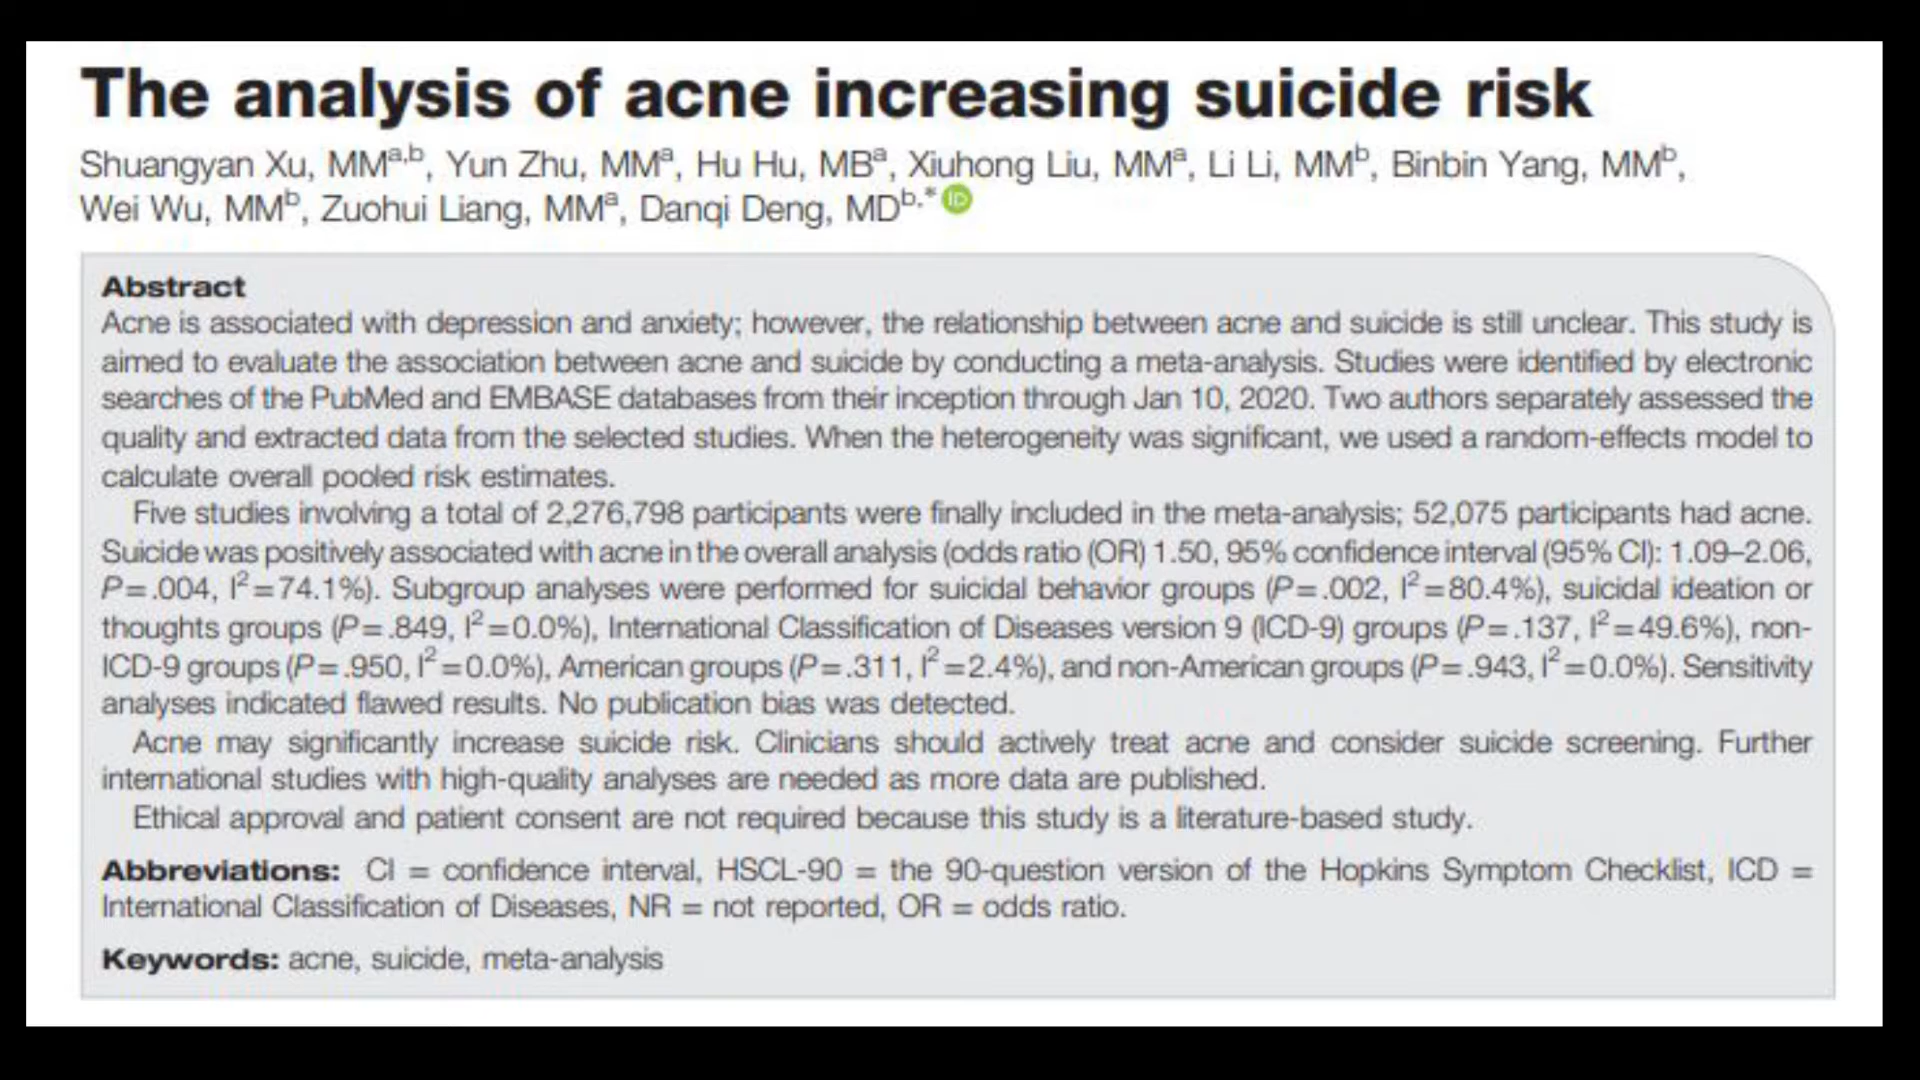 The analysis of acne increasing suicide risk
Shuangyan Xu, MMa,b, Yun Zhu, MMa, Hu Hu, MBa, Xiuhong Liu, MMa, Li Li, MMb, Binbin Yang, MMb,
Wei Wu, MMb, Zuohui Liang, MMa, Danqi Deng, MDb,* iD
Abstract
Acne is associated with depression and anxiety; however, the relationship between acne and suicide is still unclear. This study is
aimed to evaluate the association between acne and suicide by conducting a meta-analysis. Studies were identified by electronic
searches of the PubMed and EMBASE databases from their inception through Jan 10, 2020. Two authors separately assessed the
quality and extracted data from the selected studies. When the heterogeneity was significant, we used a random-effects model to
calculate overall pooled risk estimates.
Five studies involving a total of 2,276,798 participants were finally included in the meta-analysis; 52,075 participants had acne.
Suicide was positively associated with acne in the overall analysis (odds ratio (OR) 1.50, 95% confidence interval (95% CI): 1.09–2.06,
P=.004, I²=74.1%). Subgroup analyses were performed for suicidal behavior groups (P=.002, I²=80.4%), suicidal ideation or
thoughts groups (P=.849, I²=0.0%), International Classification of Diseases version 9 (ICD-9) groups (P=.137, I²=49.6%), non-
ICD-9 groups (P=.950, I²=0.0%), American groups (P=.311, I²=2.4%), and non-American groups (P=.943, I²=0.0%). Sensitivity
analyses indicated flawed results. No publication bias was detected.
Acne may significantly increase suicide risk. Clinicians should actively treat acne and consider suicide screening. Further
international studies with high-quality analyses are needed as more data are published.
Ethical approval and patient consent are not required because this study is a literature-based study.
Abbreviations: CI = confidence interval, HSCL-90 = the 90-question version of the Hopkins Symptom Checklist, ICD =
International Classification of Diseases, NR = not reported, OR = odds ratio.
Keywords: acne, suicide, meta-analysis